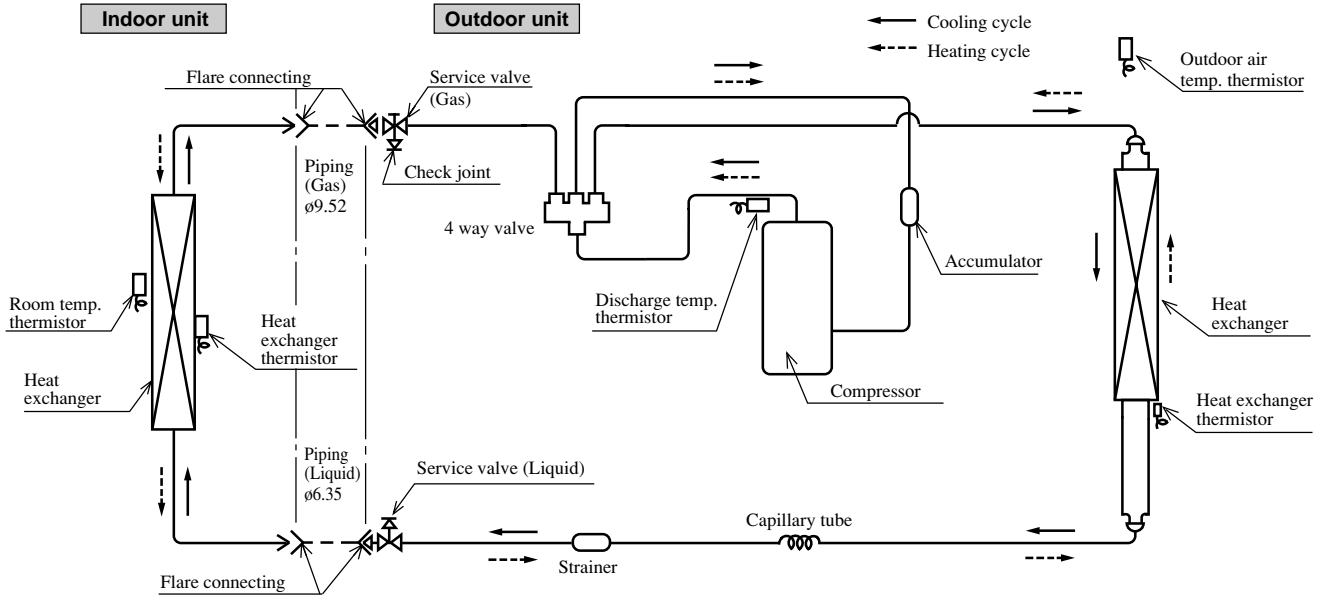 Indoor unit
Outdoor unit
Cooling cycle
Heating cycle
Outdoor air
temp. thermistor
Flare connecting
Service valve
(Gas)
Check joint
Piping
(Gas)
ø9.52
4 way valve
Accumulator
Room temp.
thermistor
Discharge temp.
thermistor
Heat
exchanger
Heat
exchanger
thermistor
Heat
exchanger
Compressor
Heat exchanger
thermistor
Piping
(Liquid)
ø6.35
Service valve (Liquid)
Capillary tube
Strainer
Flare connecting